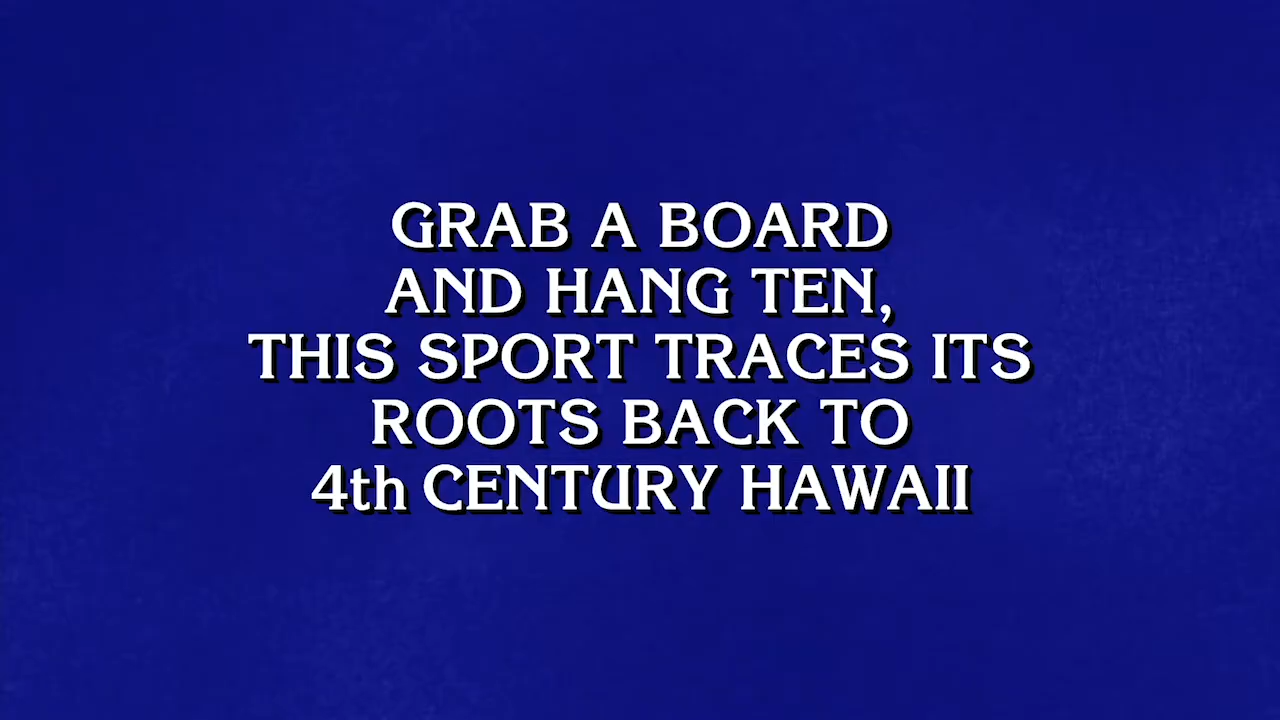 GRAB A BOARD
AND HANG TEN,
THIS SPORT TRACES ITS
ROOTS BACK TO
4th CENTURY HAWAII